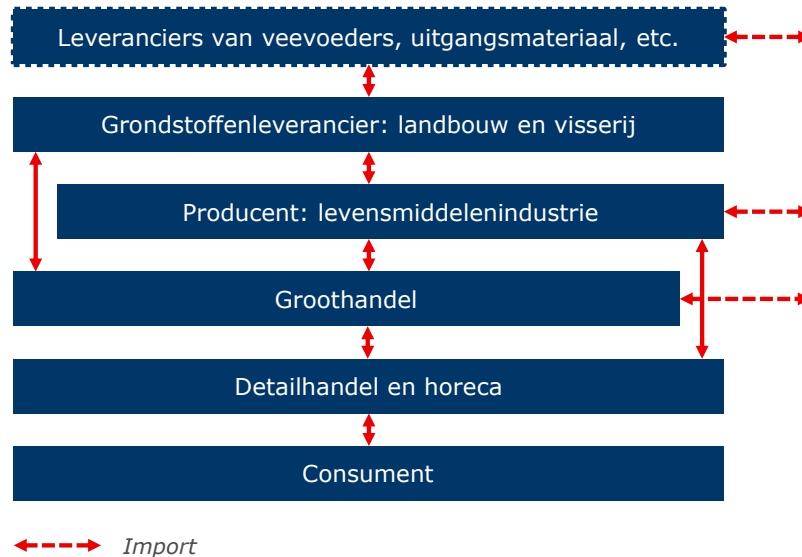 Leveranciers van veevoeders, uitgangsmateriaal, etc.
Grondstoffenleverancier: landbouw en visserij
Producent: levensmiddelenindustrie
Groothandel
Detailhandel en horeca
Consument
Import